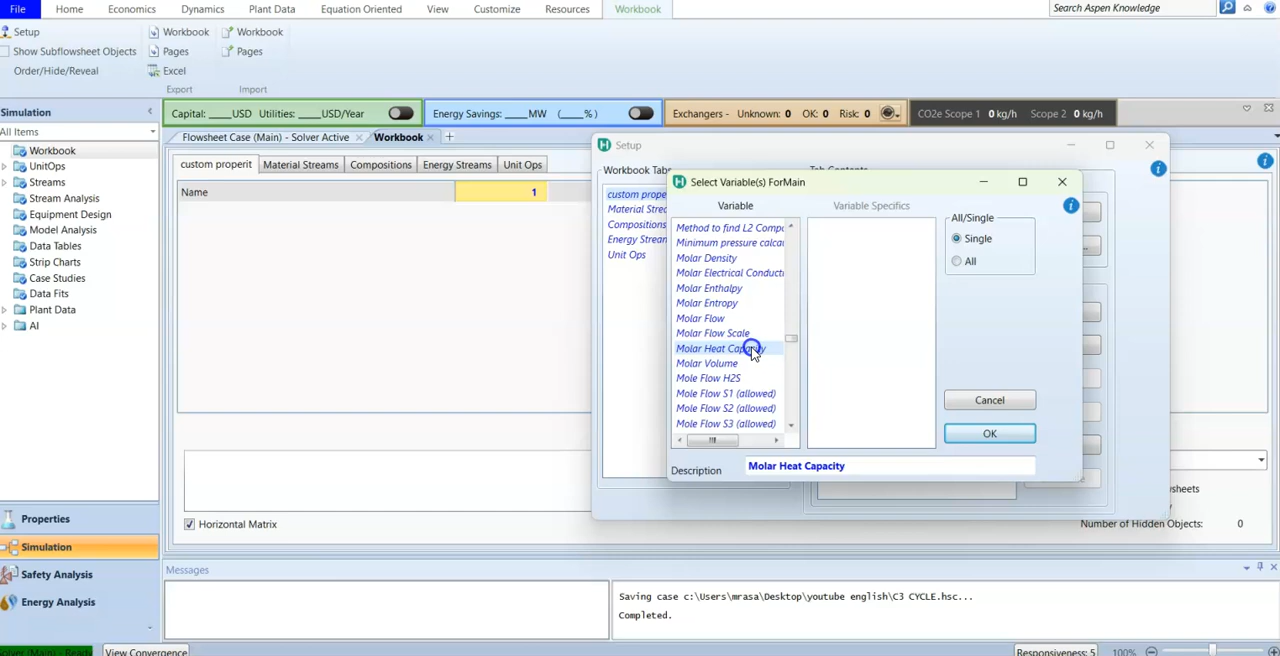 File Home Economics Dynamics Plant Data Equation Oriented View Customize Resources Workbook Search Aspen Knowledge
Setup Workbook Workbook
Show Subflowsheet Objects Pages Pages
Order/Hide/Reveal Excel
Export Import
Simulation
All Items
Workbook
UnitOps
Streams
Stream Analysis
Equipment Design
Model Analysis
Data Tables
Strip Charts
Case Studies
Data Fits
Plant Data
AI
Properties
Simulation
Safety Analysis
Energy Analysis
Capital: ____USD Utilities: ____USD/Year Energy Savings: ____MW (____%) Exchangers - Unknown: 0 OK: 0 Risk: 0 CO2e Scope 1 0 kg/h Scope 2 0 kg/h
Flowsheet Case (Main) - Solver Active Workbook +
custom properit Material Streams Compositions Energy Streams Unit Ops
Name 1
Horizontal Matrix
Setup
Workbook Tabs
custom prope
Material Strea
Compositions
Energy Stream
Unit Ops
Number of Hidden Objects: 0
Select Variable(s) ForMain
Variable Variable Specifics All/Single
Method to find L2 Compo
Minimum pressure calcu
Molar Density
Molar Electrical Conducti
Molar Enthalpy
Molar Entropy
Molar Flow
Molar Flow Scale
Molar Heat Capacity
Molar Volume
Mole Flow H2S
Mole Flow S1 (allowed)
Mole Flow S2 (allowed)
Mole Flow S3 (allowed)
Single
All
Cancel
OK
Description Molar Heat Capacity
Messages
Saving case c:\Users\mrasa\Desktop\youtube english\C3 CYCLE.hsc...
Completed.
Solver (Main) - Ready View Convergence Responsiveness: 5 100%